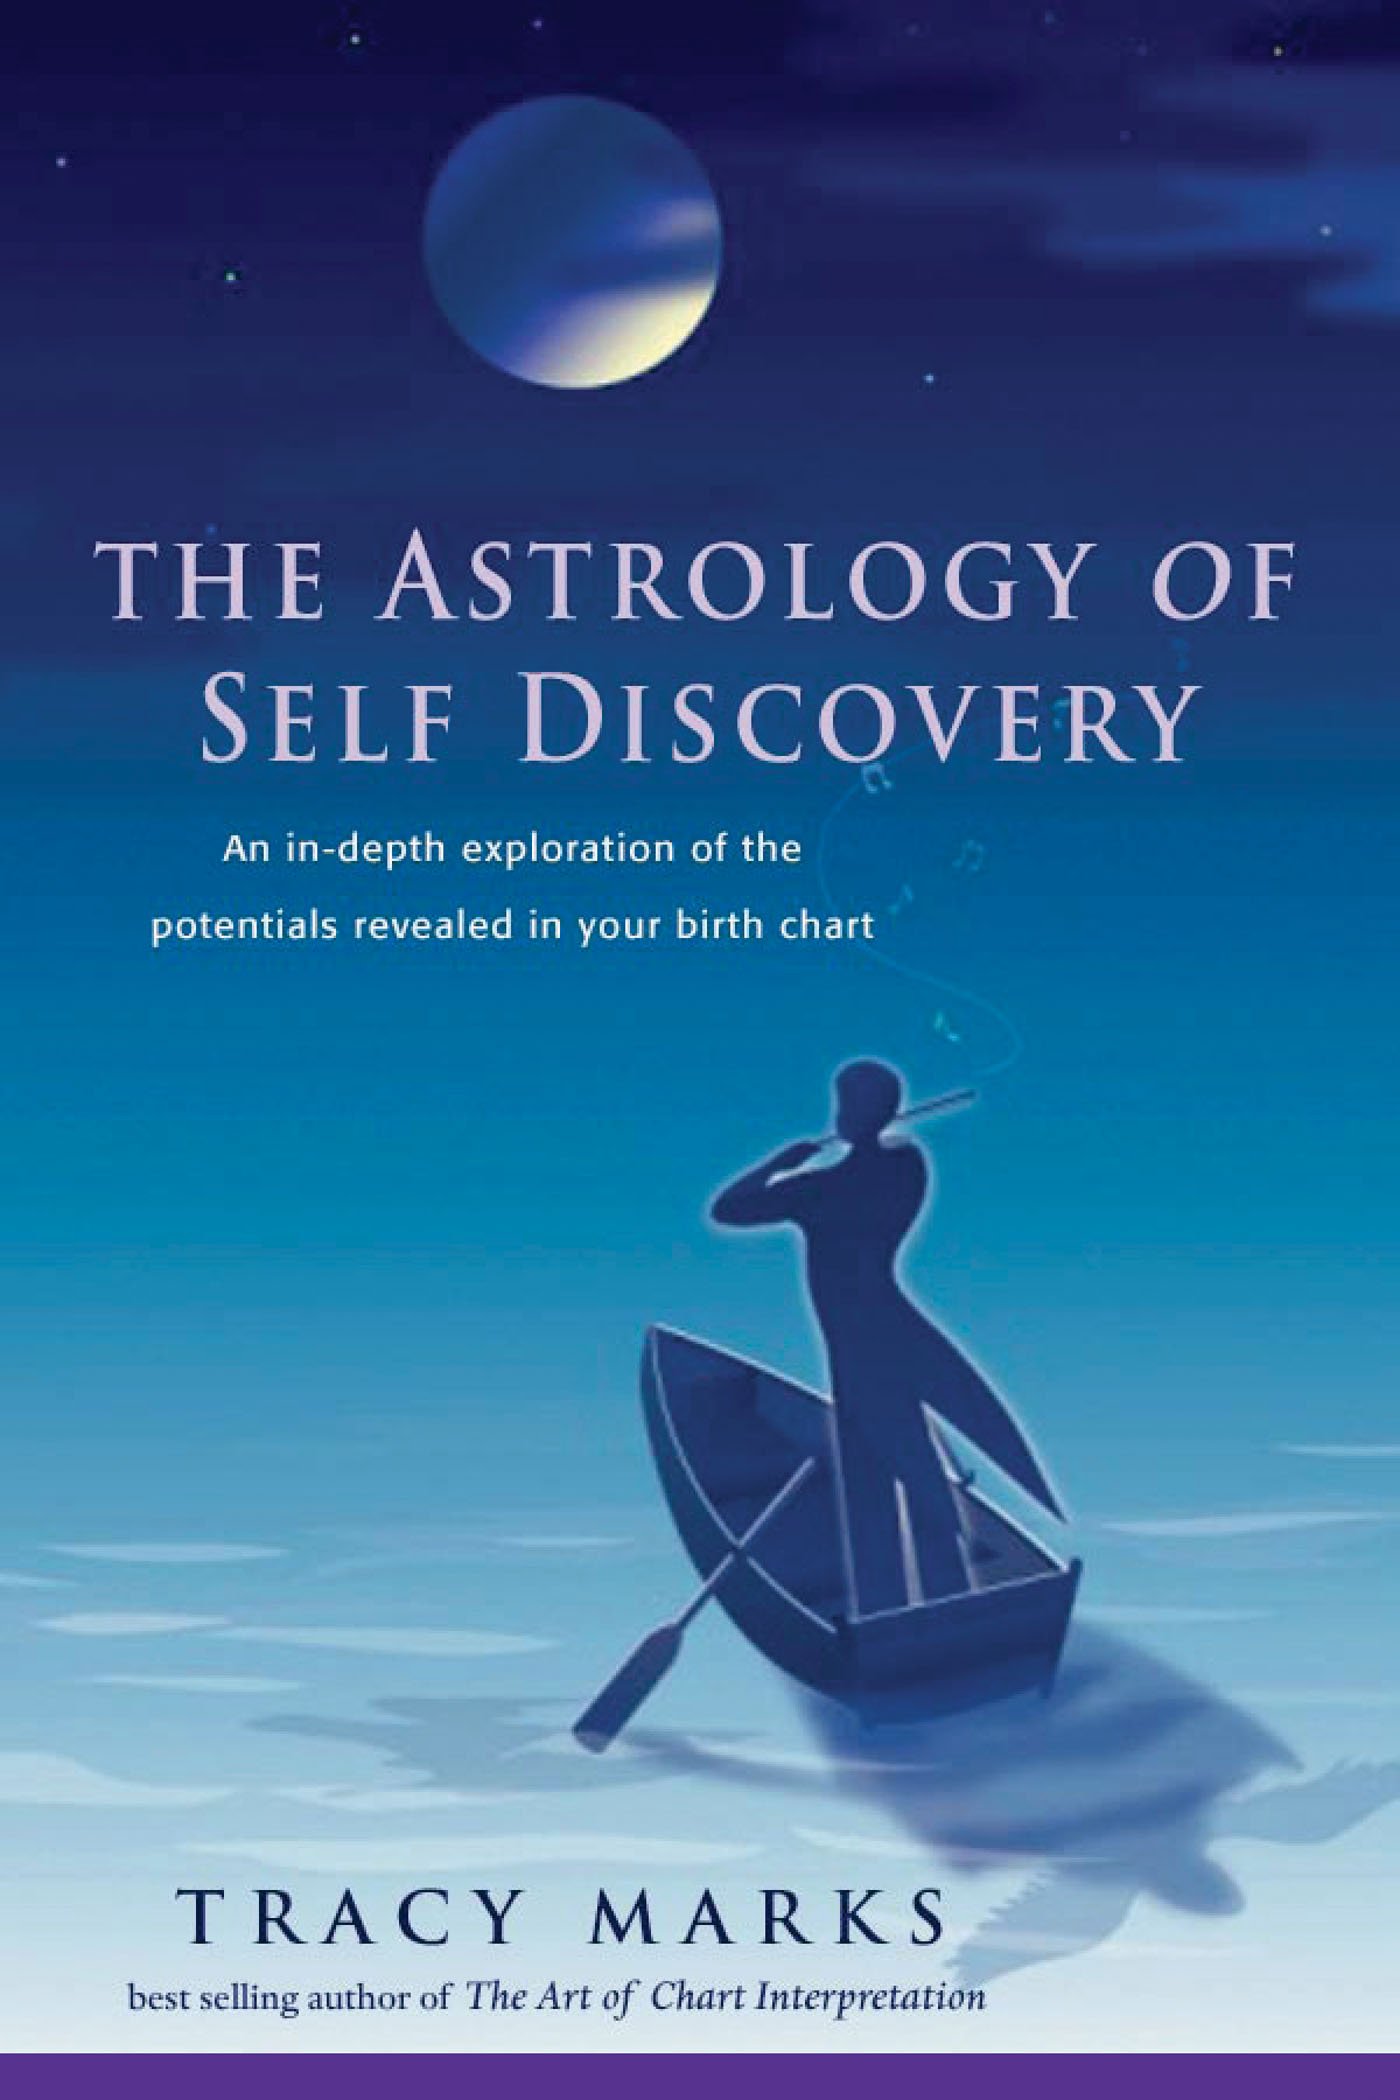 THE ASTROLOGY OF
SELF DISCOVERY
An in-depth exploration of the
potentials revealed in your birth chart
TRACY MARKS
best selling author of The Art of Chart Interpretation